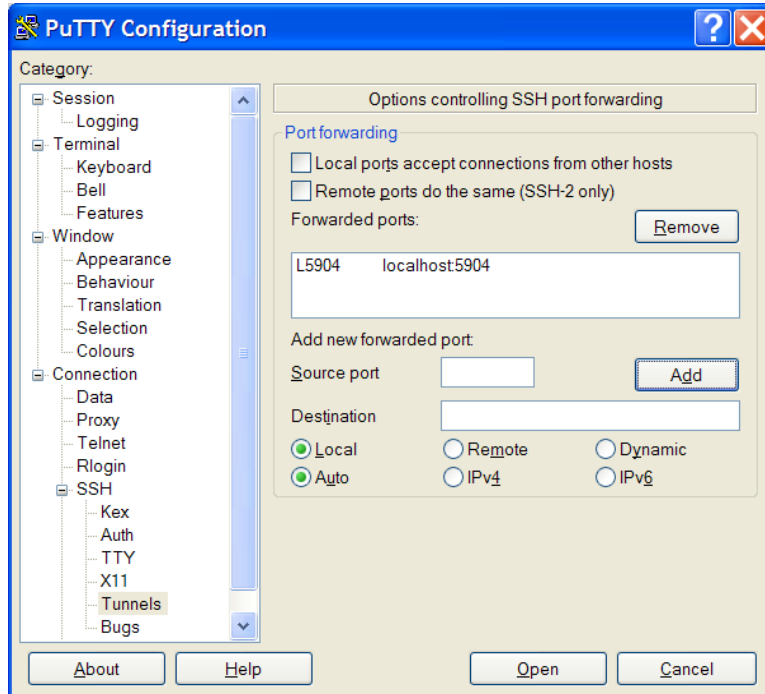 PuTTY Configuration
Category:
Session
Logging
Terminal
Keyboard
Bell
Features
Window
Appearance
Behaviour
Translation
Selection
Colours
Connection
Data
Proxy
Telnet
Rlogin
SSH
Kex
Auth
TTY
X11
Tunnels
Bugs
Options controlling SSH port forwarding
Port forwarding
Local ports accept connections from other hosts
Remote ports do the same (SSH-2 only)
Forwarded ports:
Remove
L5904 localhost:5904
Add new forwarded port:
Source port
Add
Destination
Local Remote Dynamic
Auto IPv4 IPv6
About Help Open Cancel